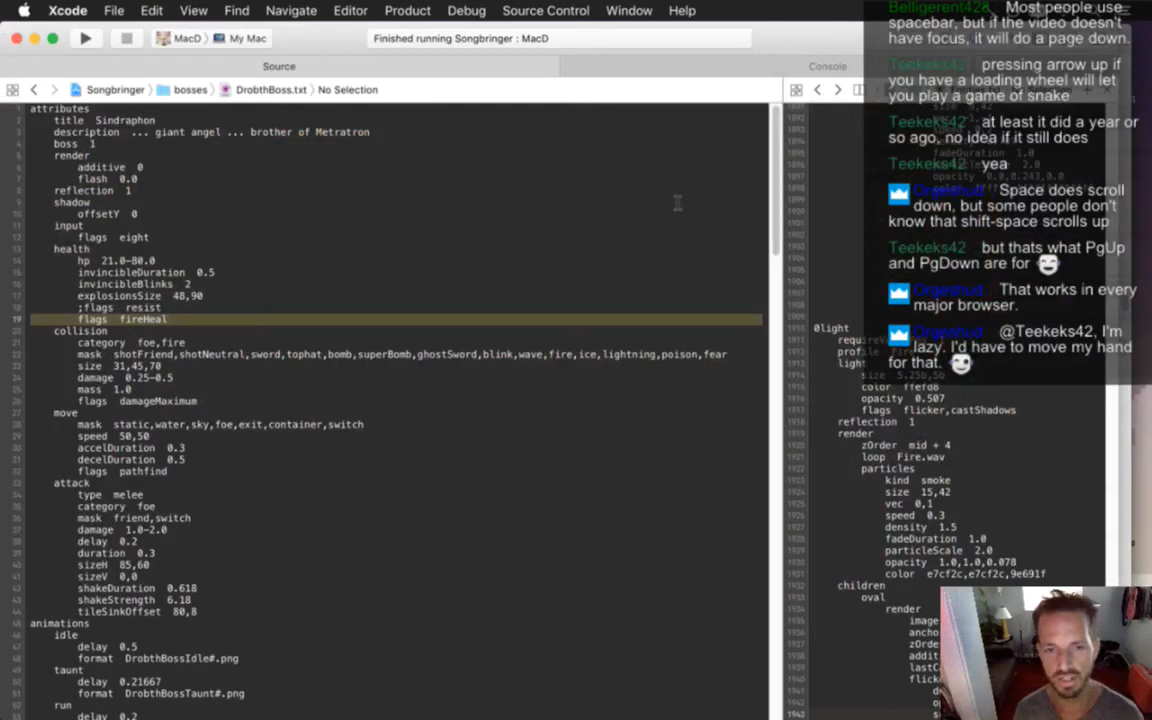 Xcode File Edit View Find Navigate Editor Product Debug Source Control Window Help
MacD My Mac
Finished running Songbringer : MacD
Source
Console
Songbringer bosses DrobthBoss.txt No Selection
attributes
title Sindraphon
description ... giant angel ... brother of Metratron
boss 1
render
additive 0
flash 0.0
reflection 1
shadow
offsetY 0
input
flags eight
health
hp 21.0-80.0
invincibleDuration 0.5
invincibleBlinks 2
explosionsSize 48,90
;flags resist
flags fireHeal
collision
category foe,fire
mask shotFriend,shotNeutral,sword,tophat,bomb,superBomb,ghostSword,blink,wave,fire,ice,lightning,poison,fear
size 31,45,70
damage 0.25-0.5
mass 1.0
flags damageMaximum
move
mask static,water,sky,foe,exit,container,switch
speed 50,50
accelDuration 0.3
decelDuration 0.5
flags pathfind
attack
type melee
category foe
mask friend,switch
damage 1.0-2.0
delay 0.2
duration 0.3
sizeH 85,60
sizeV 0,0
shakeDuration 0.618
shakeStrength 6.18
tileSinkOffset 80,8
animations
idle
delay 0.5
format DrobthBossIdle#.png
taunt
delay 0.21667
format DrobthBossTaunt#.png
run
delay 0.2
Belligerent428 Most people use
spacebar, but if the video doesn't
have focus, it will do a page down.
Teekeks42 pressing arrow up if
you have a loading wheel will let
you play a game of snake
Teekeks42 at least it did a year or
so ago, no idea if it still does
Teekeks42 yea
Orgeshud Space does scroll
down, but some people don't
know that shift-space scrolls up
Teekeks42 but thats what PgUp
and PgDown are for
Orgeshud That works in every
major browser.
Orgeshud @Teekeks42, I'm
lazy. I'd have to move my hand
for that.
0light
profile
light
size 5.25b,5b
color ffefd8
opacity 0.507
flags flicker,castShadows
reflection 1
render
zOrder mid + 4
loop Fire.wav
particles
kind smoke
size 15,42
vec 0,1
speed 0.3
density 1.5
fadeDuration 1.0
particleScale 2.0
opacity 1.0,1.0,0.078
color e7cf2c,e7cf2c,9e691f
children
oval
render